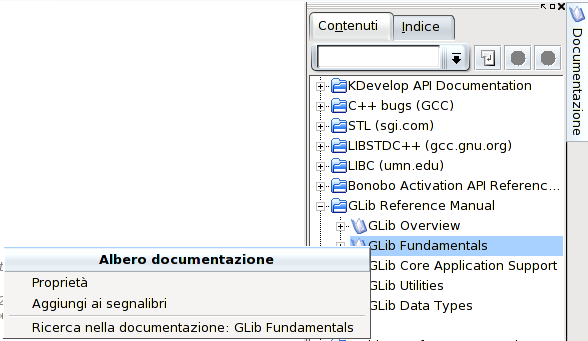 Contenuti
Indice
Documentazione
KDevelop API Documentation
C++ bugs (GCC)
STL (sgi.com)
LIBSTDC++ (gcc.gnu.org)
LIBC (umn.edu)
Bonobo Activation API Referenc...
GLib Reference Manual
GLib Overview
GLib Fundamentals
GLib Core Application Support
GLib Utilities
GLib Data Types
Albero documentazione
Proprietà
Aggiungi ai segnalibri
Ricerca nella documentazione: GLib Fundamentals